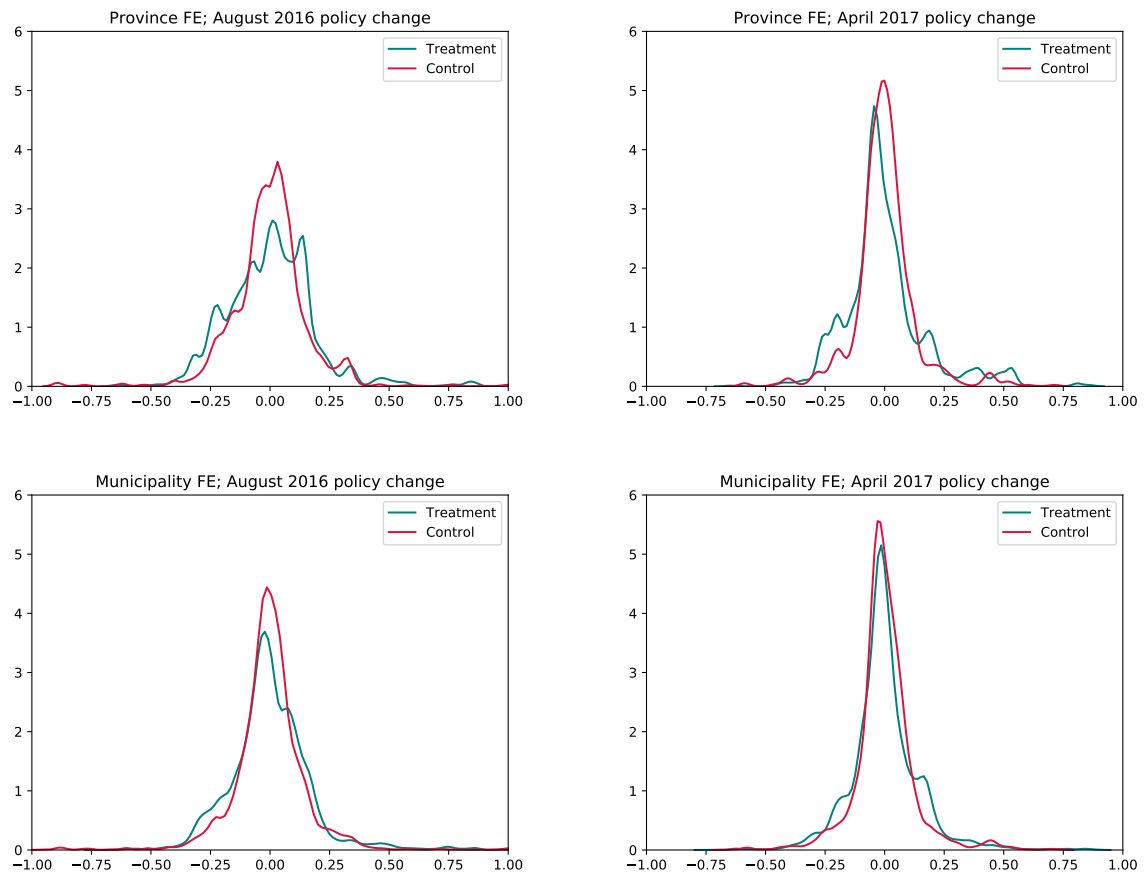 Province FE; August 2016 policy change
6
5
4
3
2
1
0
−1.00 −0.75 −0.50 −0.25 0.00 0.25 0.50 0.75 1.00
Treatment
Control
Province FE; April 2017 policy change
6
5
4
3
2
1
0
−1.00 −0.75 −0.50 −0.25 0.00 0.25 0.50 0.75 1.00
Treatment
Control
Municipality FE; August 2016 policy change
6
5
4
3
2
1
0
−1.00 −0.75 −0.50 −0.25 0.00 0.25 0.50 0.75 1.00
Treatment
Control
Municipality FE; April 2017 policy change
6
5
4
3
2
1
0
−1.00 −0.75 −0.50 −0.25 0.00 0.25 0.50 0.75 1.00
Treatment
Control